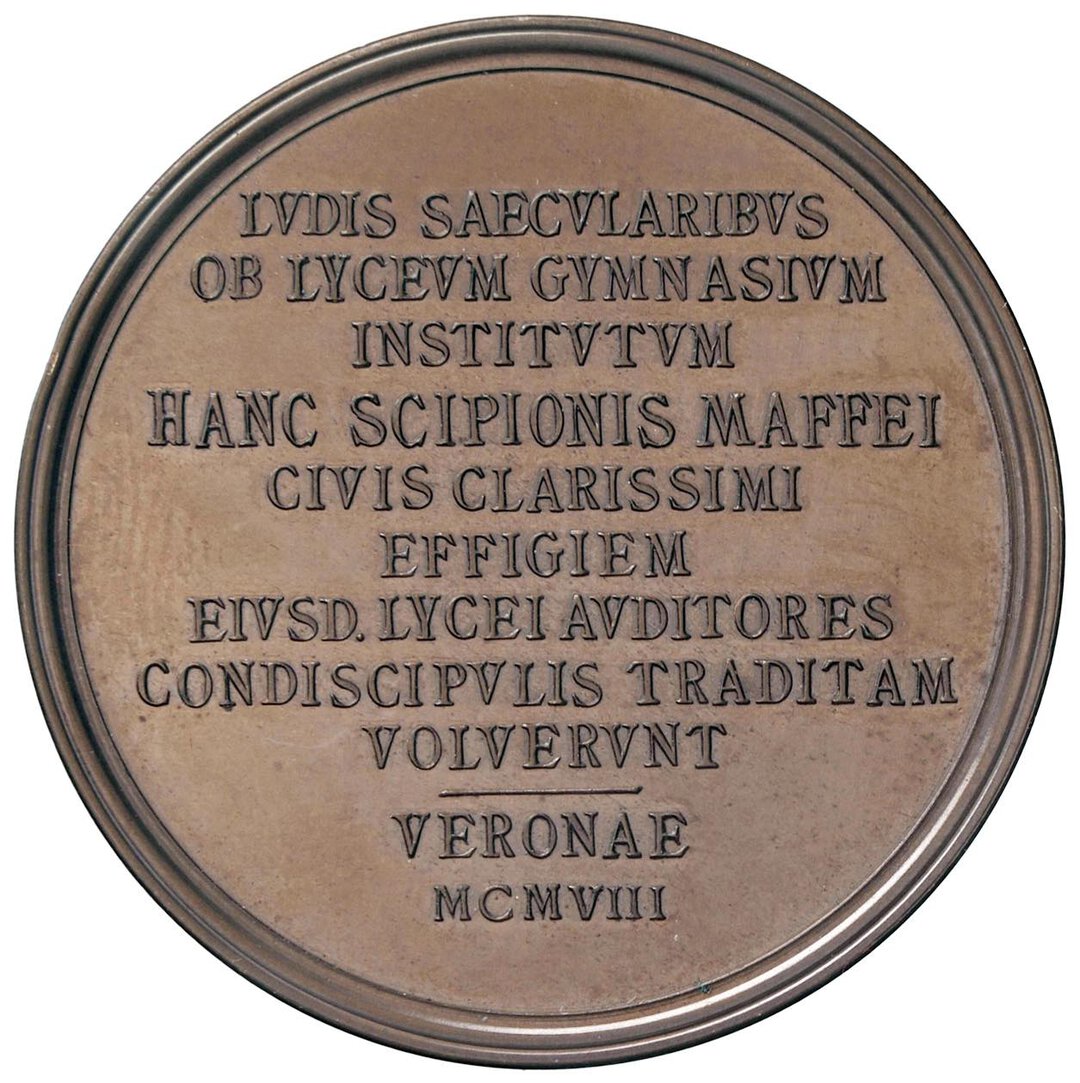 LVDIS SAECVLARIBVS
OB LYCEVM GYMNASIVM
INSTITVTVM
HANC SCIPIONIS MAFFEI
CIVIS CLARISSIMI
EFFIGIEM
EIVSD. LYCEI AVDITORES
CONDISCIPVLIS TRADITAM
VOLVERVNT
VERONAE
MCMVIII